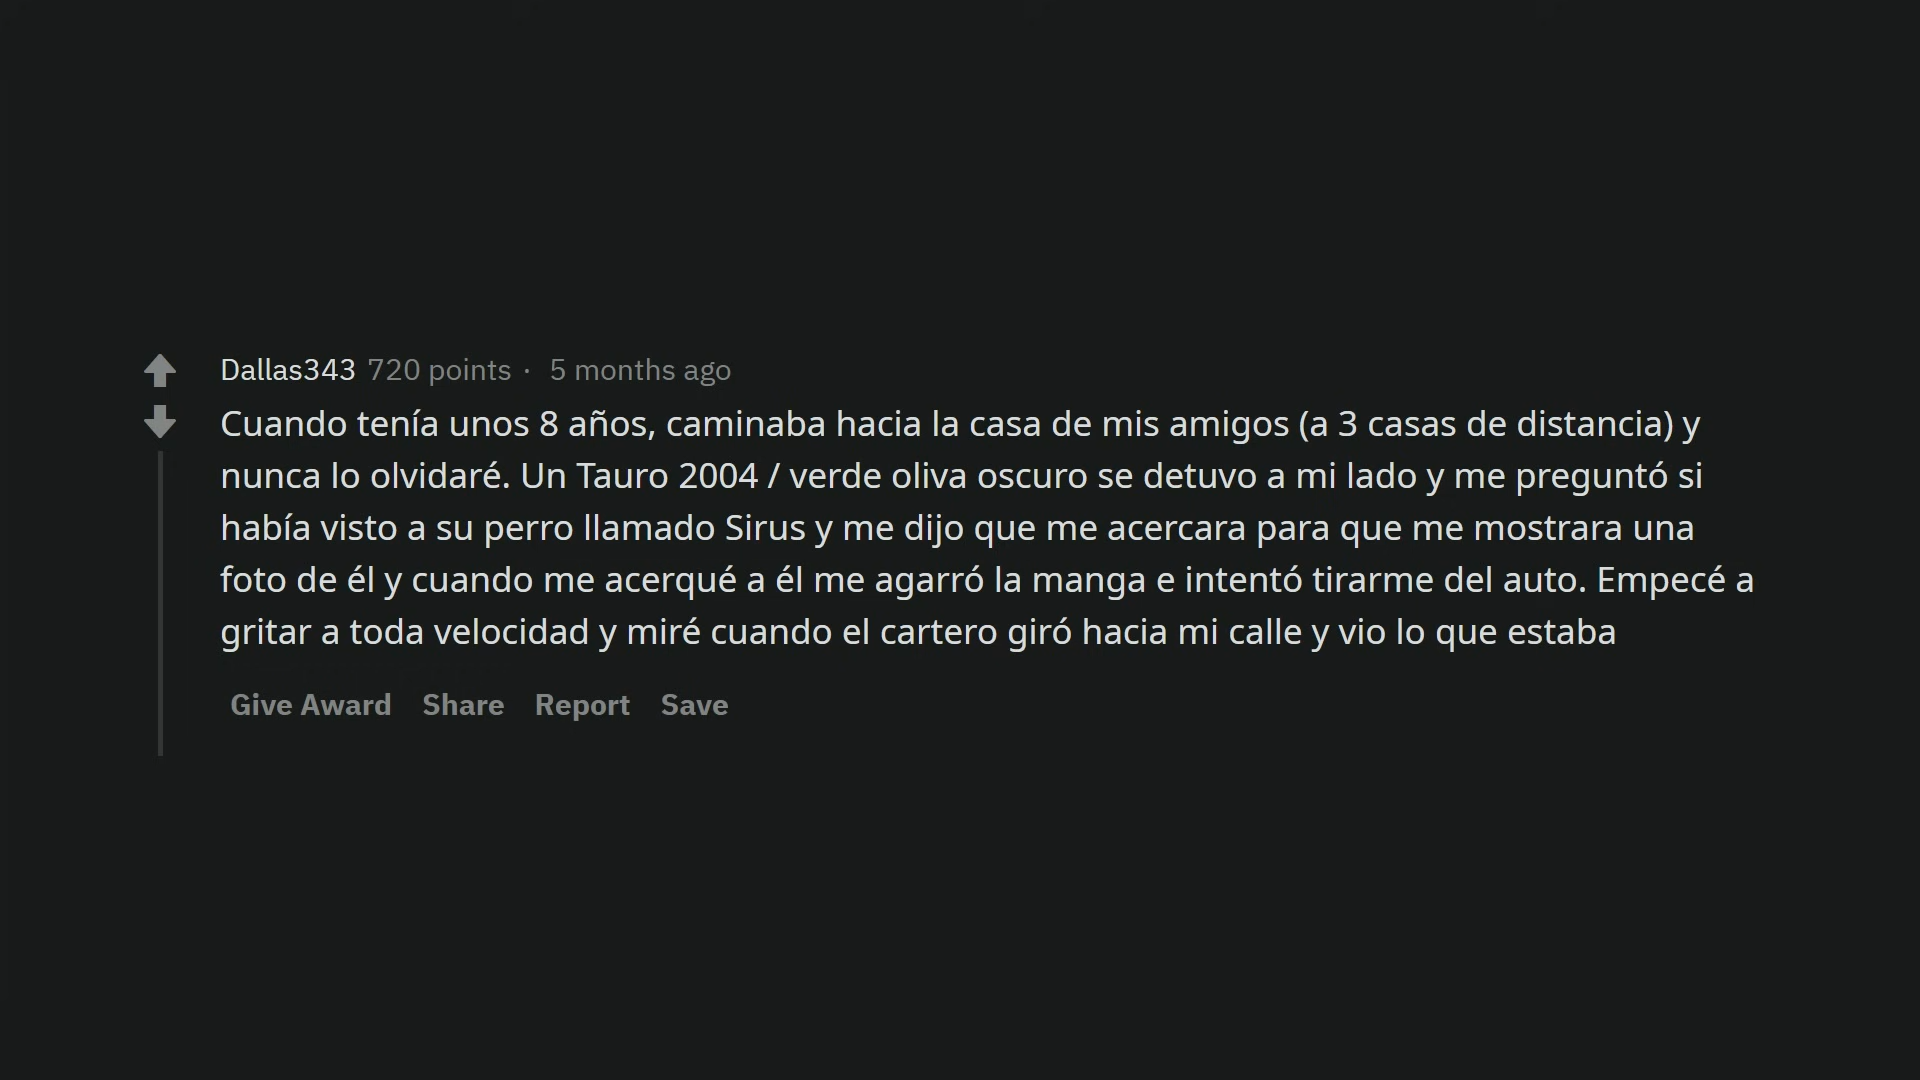 Dallas343 720 points · 5 months ago
Cuando tenía unos 8 años, caminaba hacia la casa de mis amigos (a 3 casas de distancia) y
nunca lo olvidaré. Un Tauro 2004 / verde oliva oscuro se detuvo a mi lado y me preguntó si
había visto a su perro llamado Sirus y me dijo que me acercara para que me mostrara una
foto de él y cuando me acerqué a él me agarró la manga e intentó tirarme del auto. Empecé a
gritar a toda velocidad y miré cuando el cartero giró hacia mi calle y vio lo que estaba
Give Award Share Report Save